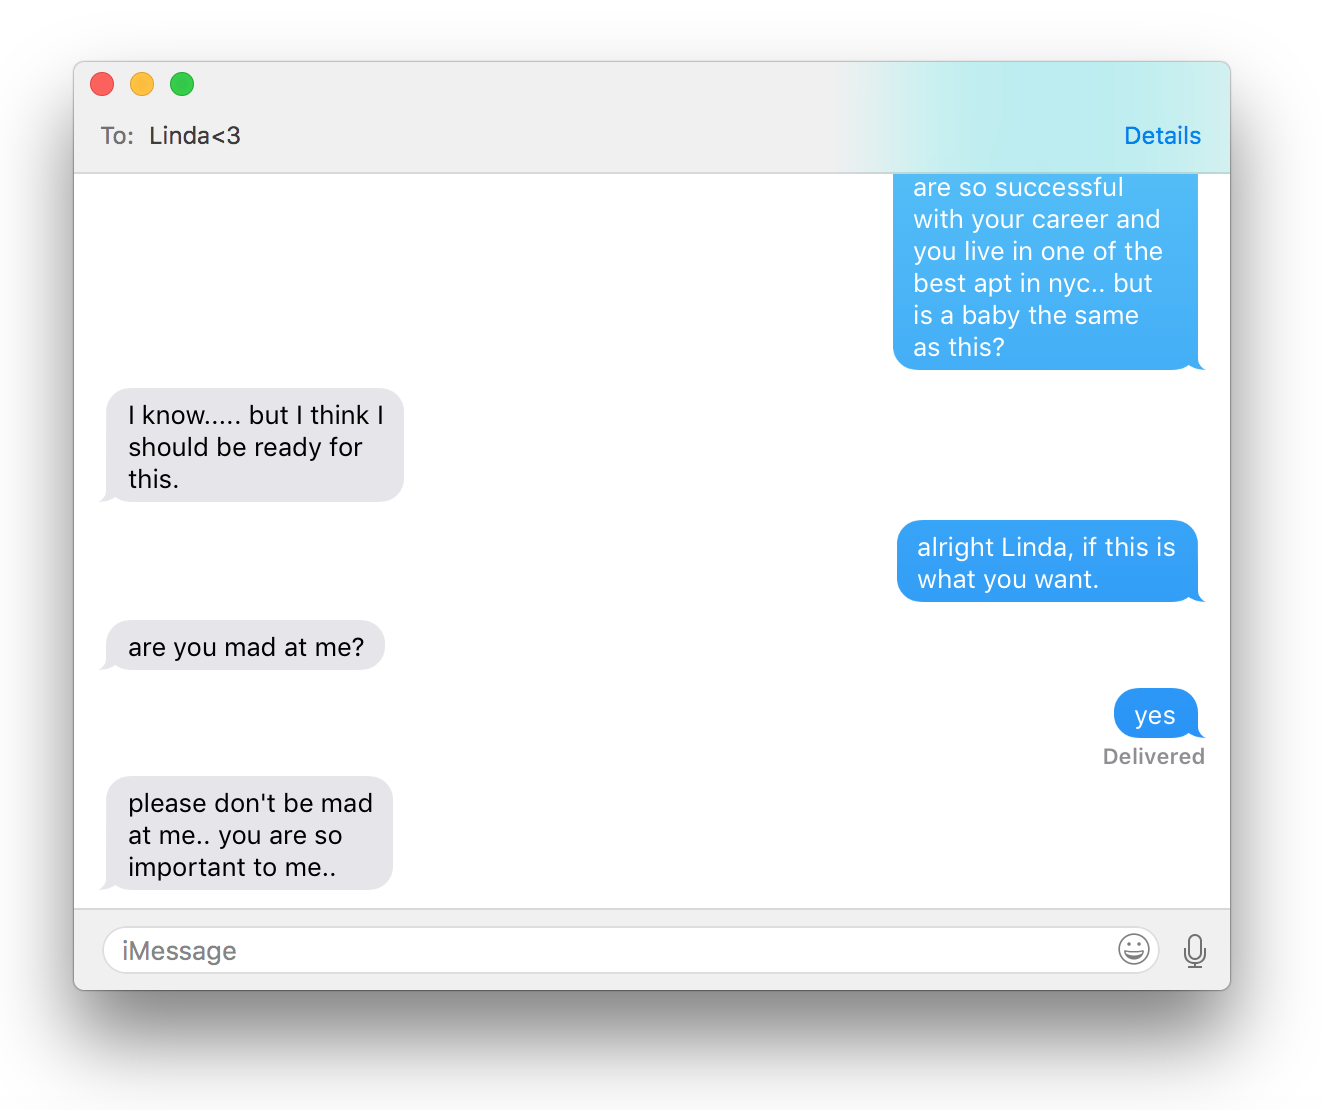 To: Linda<3
Details
are so successful
with your career and
you live in one of the
best apt in nyc.. but
is a baby the same
as this?
I know..... but I think I
should be ready for
this.
alright Linda, if this is
what you want.
are you mad at me?
yes
Delivered
please don't be mad
at me.. you are so
important to me..
iMessage